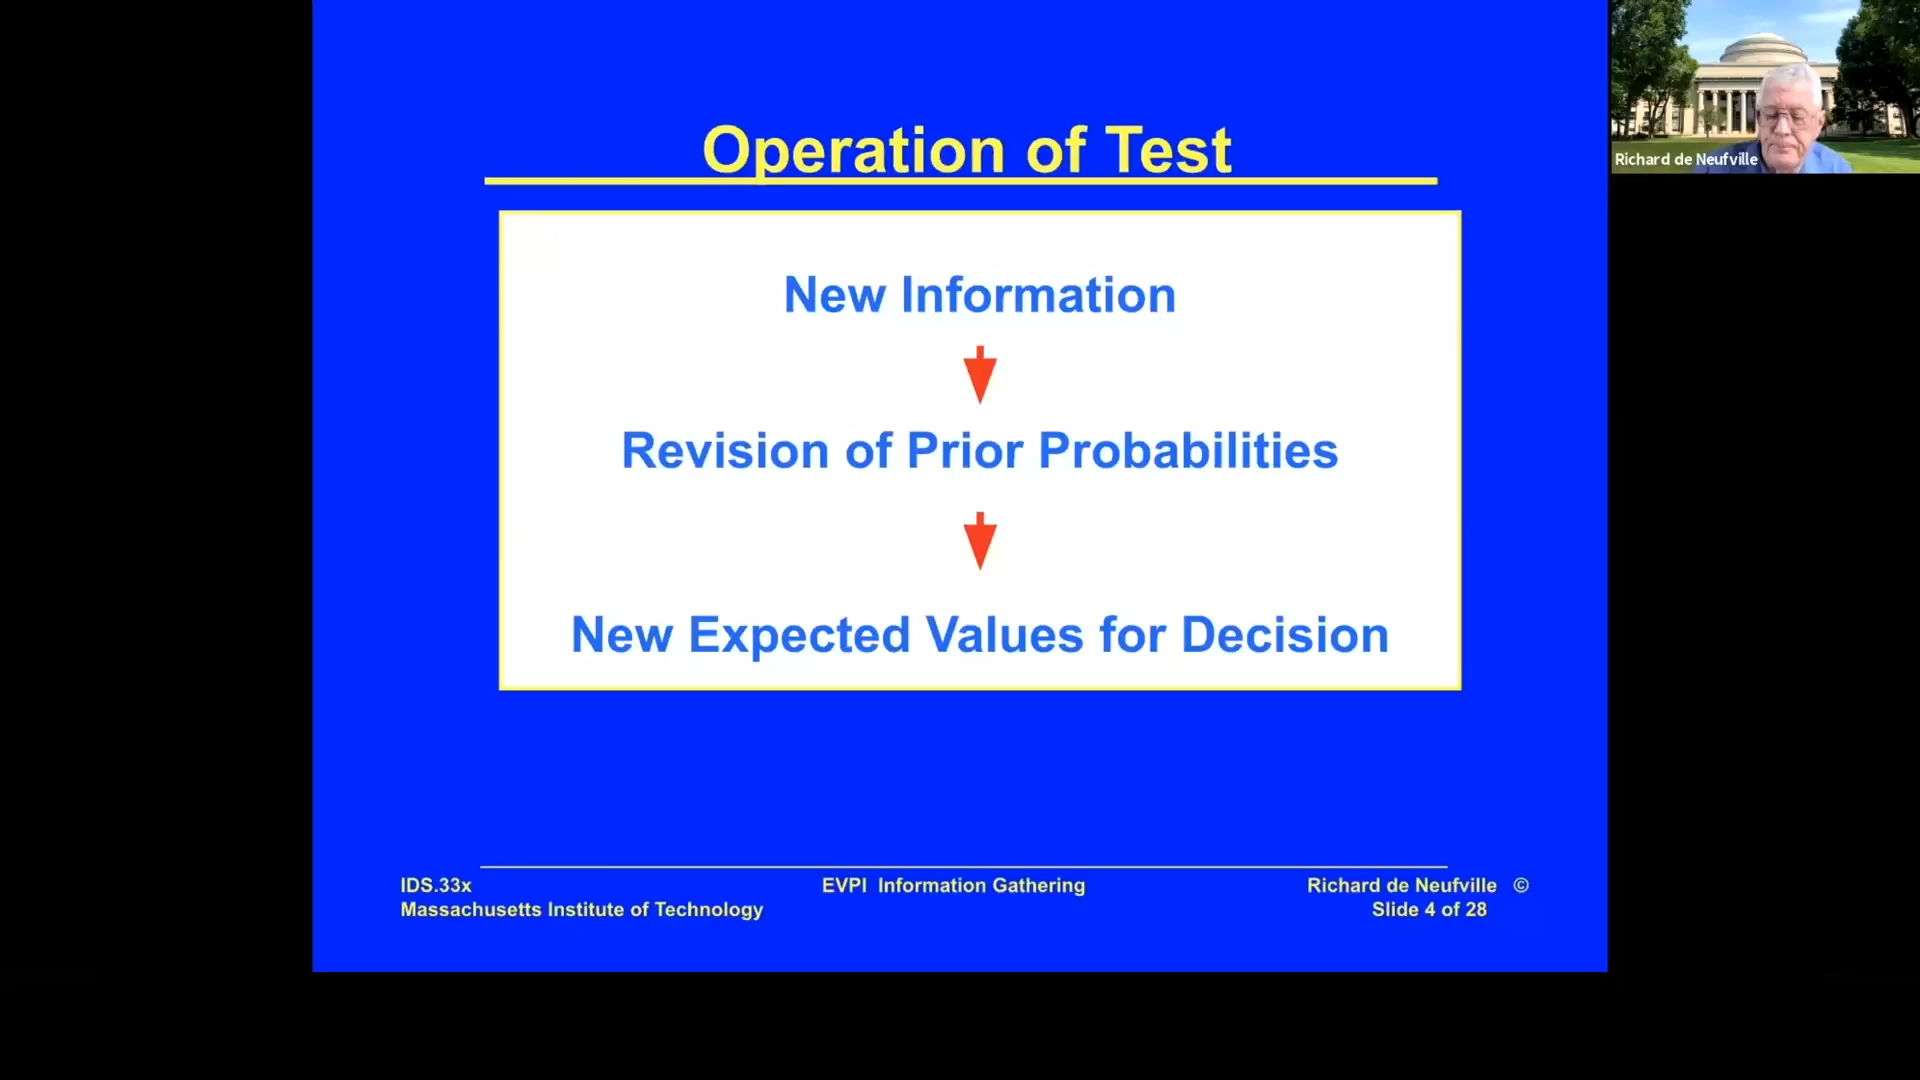 Operation of Test
Richard de Neufville
New Information
Revision of Prior Probabilities
New Expected Values for Decision
IDS.33x
EVPI Information Gathering
Richard de Neufville ©
Massachusetts Institute of Technology
Slide 4 of 28